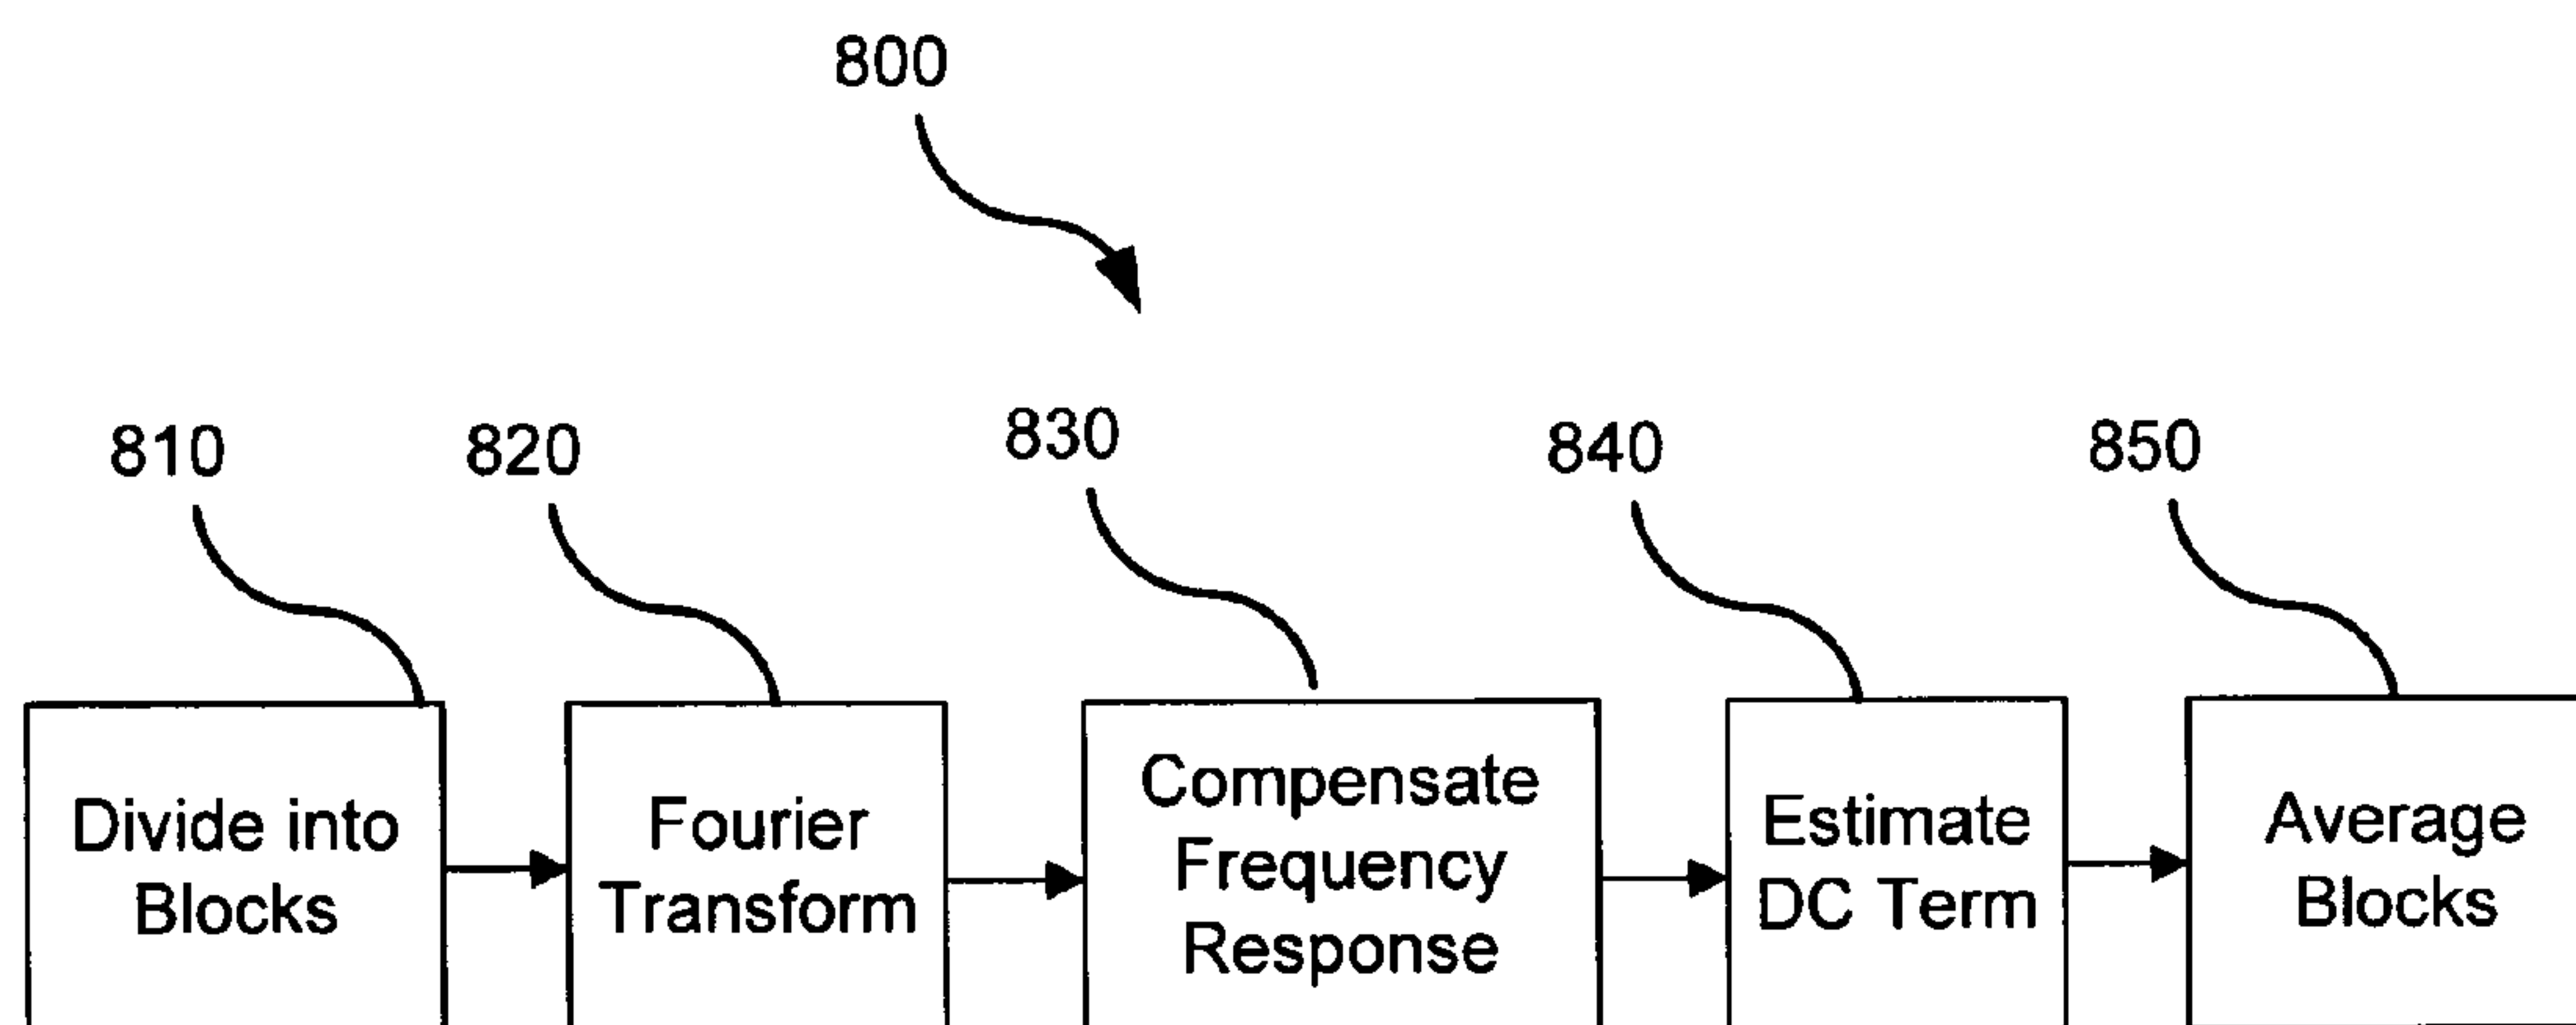 800
810
820
830
840
850
Divide into
Blocks
Fourier
Transform
Compensate
Frequency
Response
Estimate
DC Term
Average
Blocks